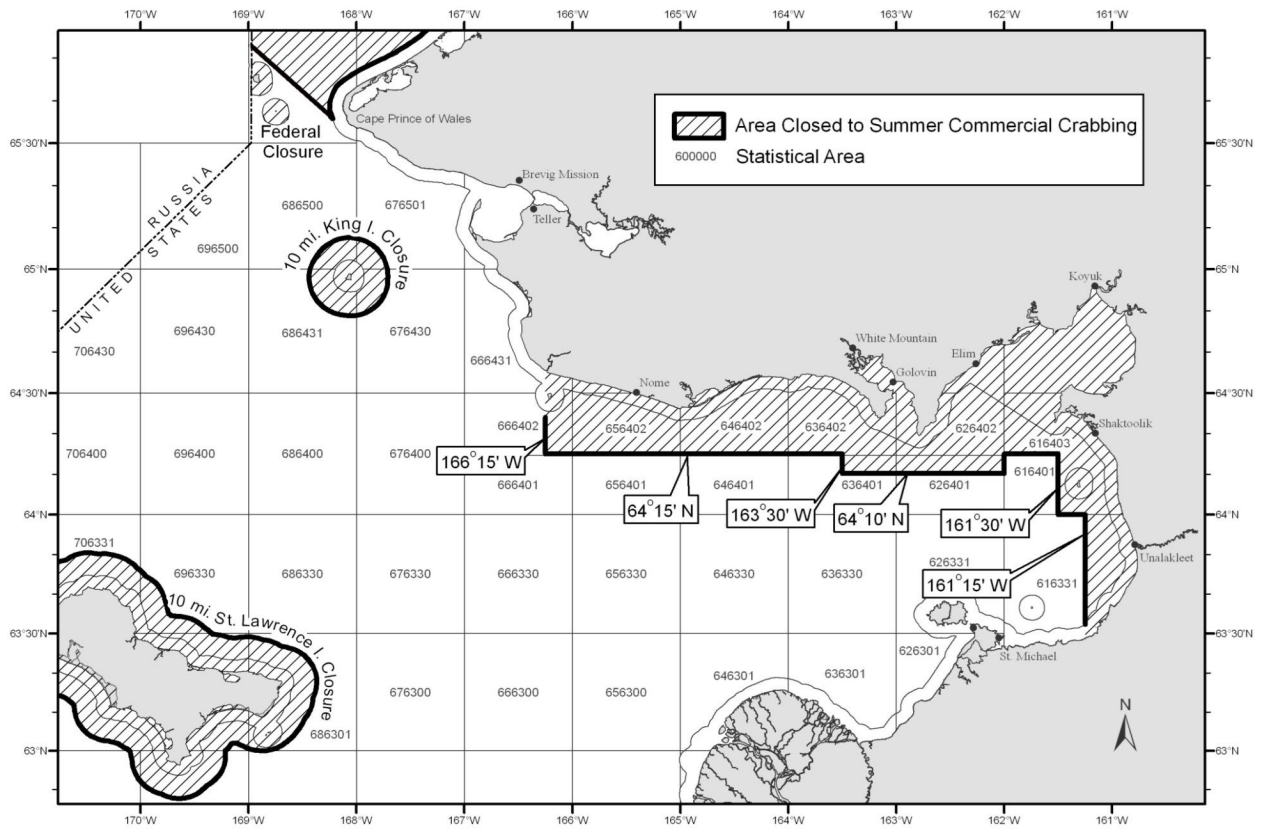 170°W 169°W 168°W 167°W 166°W 165°W 164°W 163°W 162°W 161°W
Cape Prince of Wales
Area Closed to Summer Commercial Crabbing
600000 Statistical Area
Federal
Closure
65°30'N
65°30'N
RUSSIA
UNITED STATES
Brevig Mission
Teller
686500
676501
696500
10 mi. King I. Closure
65°N
65°N
Koyuk
696430
686431
676430
706430
666431
White Mountain
Elim
Golovin
64°30'N
Nome
64°30'N
Shaktoolik
666402
656402
646402
636402
626402
616403
706400
696400
686400
676400
166°15' W
616401
666401
656401
646401
636401
626401
64°15' N
163°30' W
64°10' N
161°30' W
64°N
64°N
706331
Unalakleet
696330
686330
676330
666330
656330
646330
636330
626331
161°15' W
616331
10 mi. St. Lawrence I. Closure
63°30'N
63°30'N
St. Michael
626301
646301
636301
676300
666300
656300
686301
N
63°N
63°N
170°W 169°W 168°W 167°W 166°W 165°W 164°W 163°W 162°W 161°W